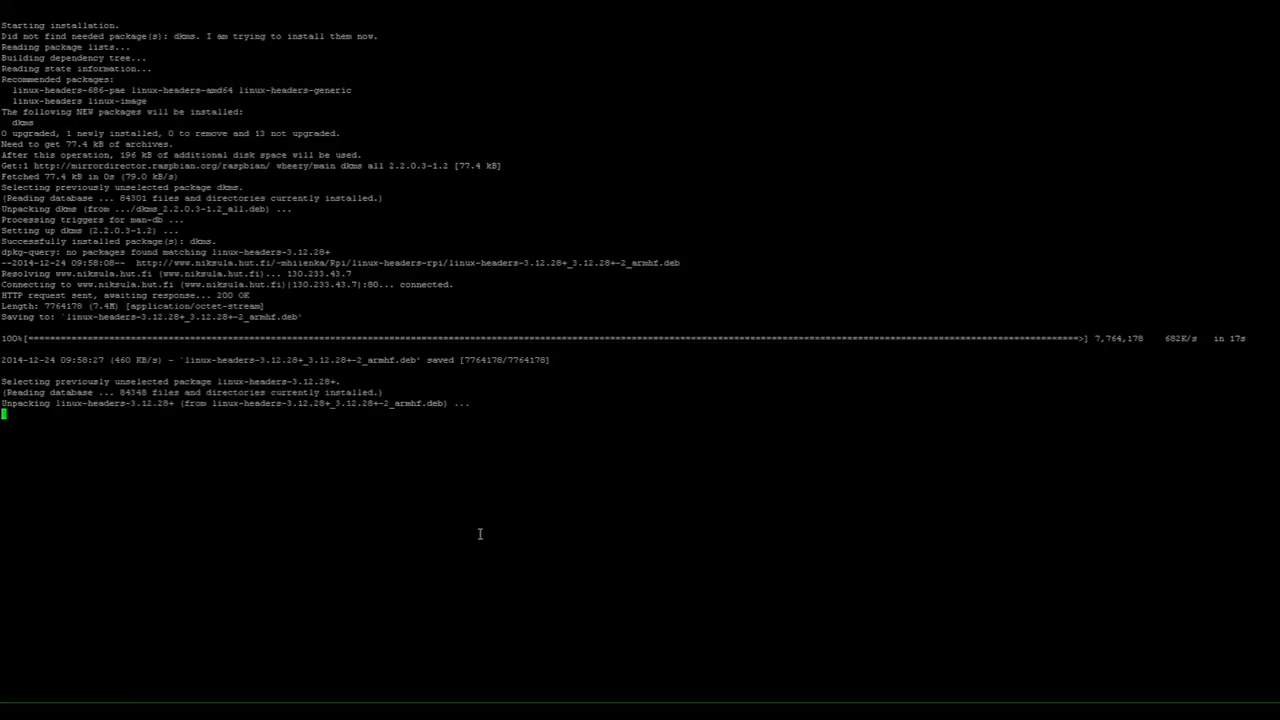 Starting installation.
Did not find needed package(s): dkms. I am trying to install them now.
Reading package lists...
Building dependency tree...
Reading state information...
Recommended packages:
linux-headers-686-pae linux-headers-amd64 linux-headers-generic
linux-headers linux-image
The following NEW packages will be installed:
dkms
0 upgraded, 1 newly installed, 0 to remove and 13 not upgraded.
Need to get 77.4 kB of archives.
After this operation, 196 kB of additional disk space will be used.
Get:1 http://mirrordirector.raspbian.org/raspbian/ wheezy/main dkms all 2.2.0.3-1.2 [77.4 kB]
Fetched 77.4 kB in 0s (79.0 kB/s)
Selecting previously unselected package dkms.
(Reading database ... 84301 files and directories currently installed.)
Unpacking dkms (from .../dkms_2.2.0.3-1.2_all.deb) ...
Processing triggers for man-db ...
Setting up dkms (2.2.0.3-1.2) ...
Successfully installed package(s): dkms.
dpkg-query: no packages found matching linux-headers-3.12.28+
--2014-12-24 09:58:08--  http://www.niksula.hut.fi/~mhiienka/Rpi/linux-headers-rpi/linux-headers-3.12.28+_3.12.28+-2_armhf.deb
Resolving www.niksula.hut.fi (www.niksula.hut.fi)... 130.233.43.7
Connecting to www.niksula.hut.fi (www.niksula.hut.fi)|130.233.43.7|:80... connected.
HTTP request sent, awaiting response... 200 OK
Length: 7764178 (7.4M) [application/octet-stream]
Saving to: `linux-headers-3.12.28+_3.12.28+-2_armhf.deb'
100%[======================================>] 7,764,178 682K/s in 17s
2014-12-24 09:58:27 (460 KB/s) - `linux-headers-3.12.28+_3.12.28+-2_armhf.deb' saved [7764178/7764178]
Selecting previously unselected package linux-headers-3.12.28+.
(Reading database ... 84348 files and directories currently installed.)
Unpacking linux-headers-3.12.28+ (from linux-headers-3.12.28+_3.12.28+-2_armhf.deb) ...